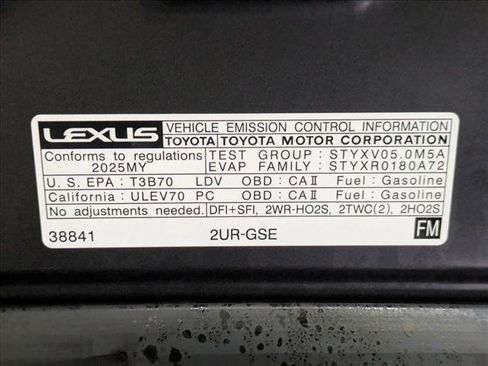 LEXUS VEHICLE EMISSION CONTROL INFORMATION
TOYOTA TOYOTA MOTOR CORPORATION
Conforms to regulations TEST GROUP : STYXV05.0M5A
2025MY EVAP FAMILY : STYXR0180A72
U.S. EPA : T3B70 LDV OBD : CAⅡ Fuel : Gasoline
California : ULEV70 PC OBD : CAⅡ Fuel : Gasoline
No adjustments needed. DFI+SFI, 2WR-HO2S, 2TWC(2), 2HO2S
38841 2UR-GSE FM